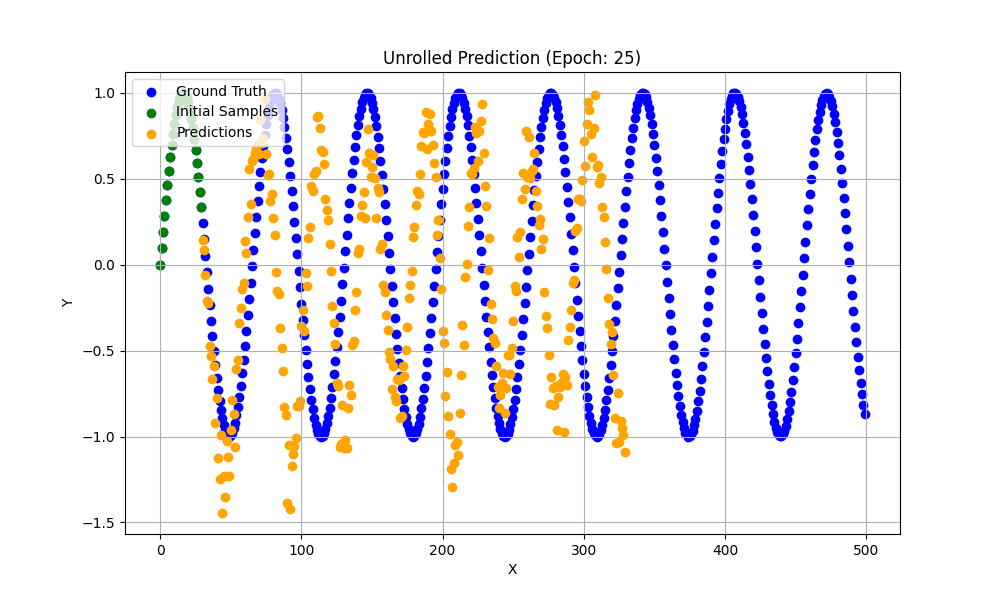 Unrolled Prediction (Epoch: 25)
Ground Truth
Initial Samples
Predictions
1.0
0.5
0.0
−0.5
−1.0
−1.5
Y
0 100 200 300 400 500
X